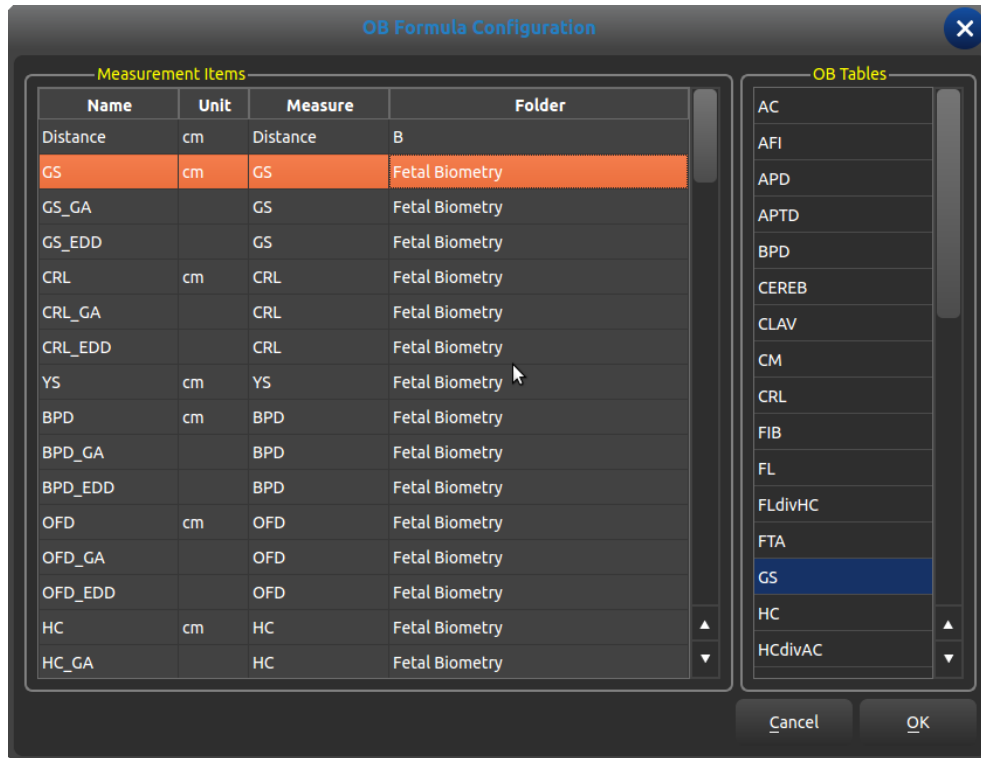 OB Formula Configuration
Measurement Items
Name Unit Measure Folder
Distance cm Distance B
GS cm GS Fetal Biometry
GS_GA GS Fetal Biometry
GS_EDD GS Fetal Biometry
CRL cm CRL Fetal Biometry
CRL_GA CRL Fetal Biometry
CRL_EDD CRL Fetal Biometry
YS cm YS Fetal Biometry
BPD cm BPD Fetal Biometry
BPD_GA BPD Fetal Biometry
BPD_EDD BPD Fetal Biometry
OFD cm OFD Fetal Biometry
OFD_GA OFD Fetal Biometry
OFD_EDD OFD Fetal Biometry
HC cm HC Fetal Biometry
HC_GA HC Fetal Biometry
OB Tables
AC
AFI
APD
APTD
BPD
CEREB
CLAV
CM
CRL
FIB
FL
FLdivHC
FTA
GS
HC
HCdivAC
Cancel OK